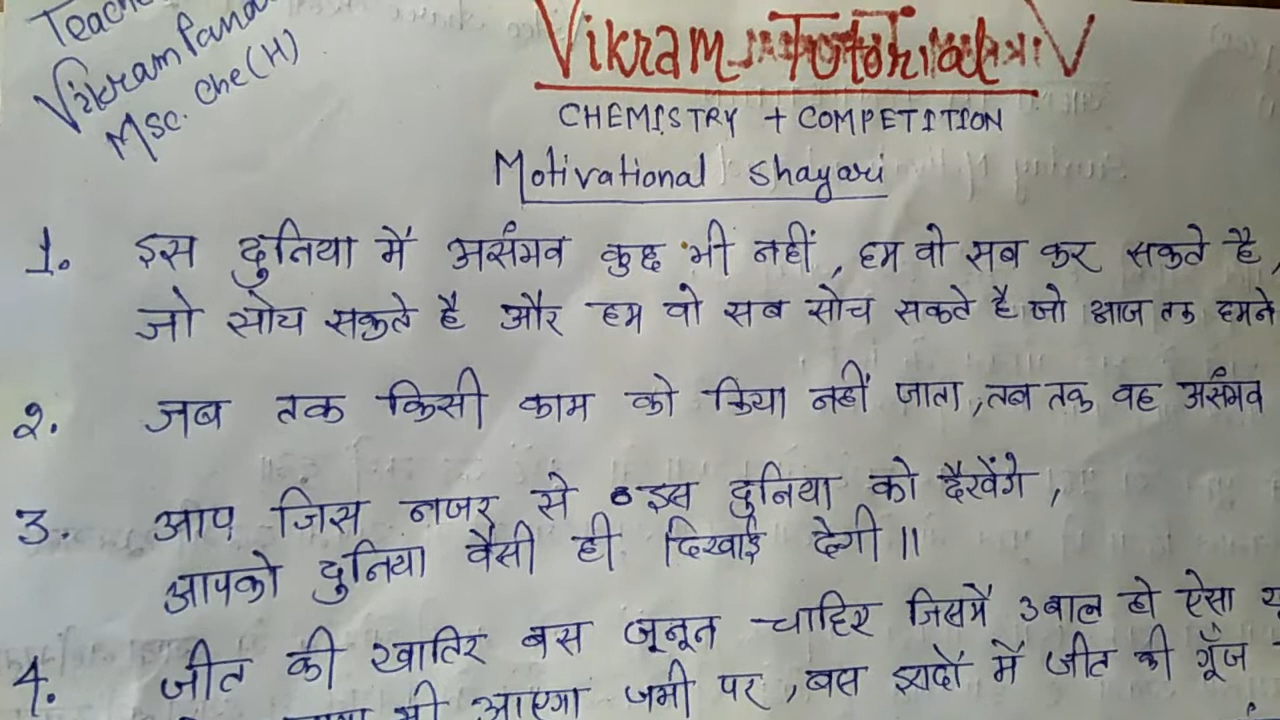 Teache
Vikram Panda
Msc. Che(H)
Vikram Tutorial V
CHEMISTRY + COMPETITION
Motivational Shayari
1. इस दुनिया में असंभव कुछ भी नहीं, हम वो सब कर सकते है,
जो सोच सकते है और हम वो सब सोच सकते है जो आज तक हमने
2. जब तक किसी काम को किया नहीं जाता, तब तक वह असंभव
3. आप जिस नजर से इस दुनिया को देखेंगे,
आपको दुनिया वैसी ही दिखाई देगी॥
4. जीत की खातिर बस जूनून चाहिए जिसमें उबाल हो ऐसा
भी आएगा जमी पर, बस इरादों में जीत की गूँज